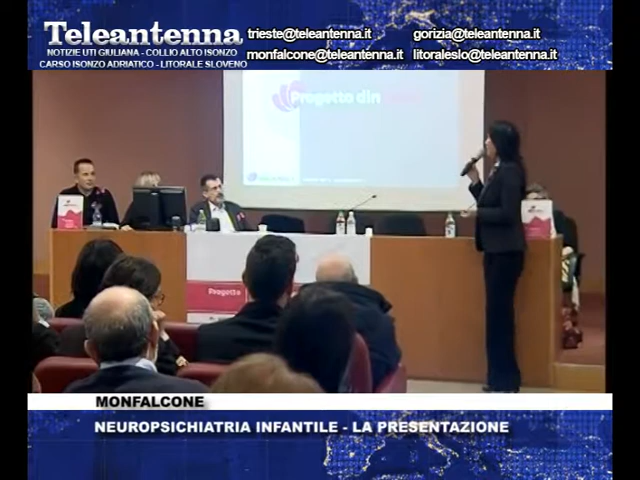 Teleantenna
NOTIZIE UTI GIULIANA - COLLIO ALTO ISONZO
CARSO ISONZO ADRIATICO - LITORALE SLOVENO
trieste@teleantenna.it
gorizia@teleantenna.it
monfalcone@teleantenna.it
litoraleslo@teleantenna.it
Progetto din
Progetto
MONFALCONE
NEUROPSICHIATRIA INFANTILE - LA PRESENTAZIONE